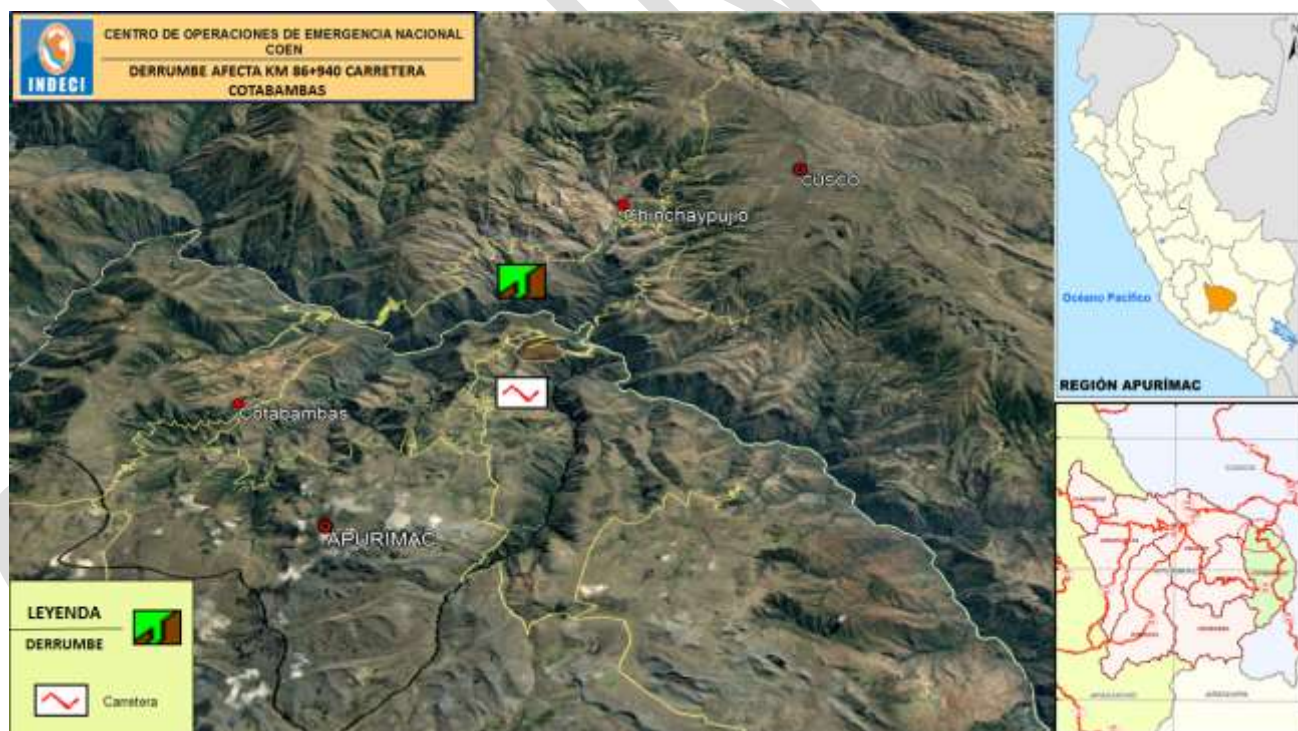 CENTRO DE OPERACIONES DE EMERGENCIA NACIONAL
COEN
INDECI
DERRUMBE AFECTA KM 86+940 CARRETERA
COTABAMBAS
CUSCO
Chinchaypujio
Cotabambas
APURIMAC
LEYENDA
DERRUMBE
Carretera
Océano Pacífico
REGIÓN APURÍMAC